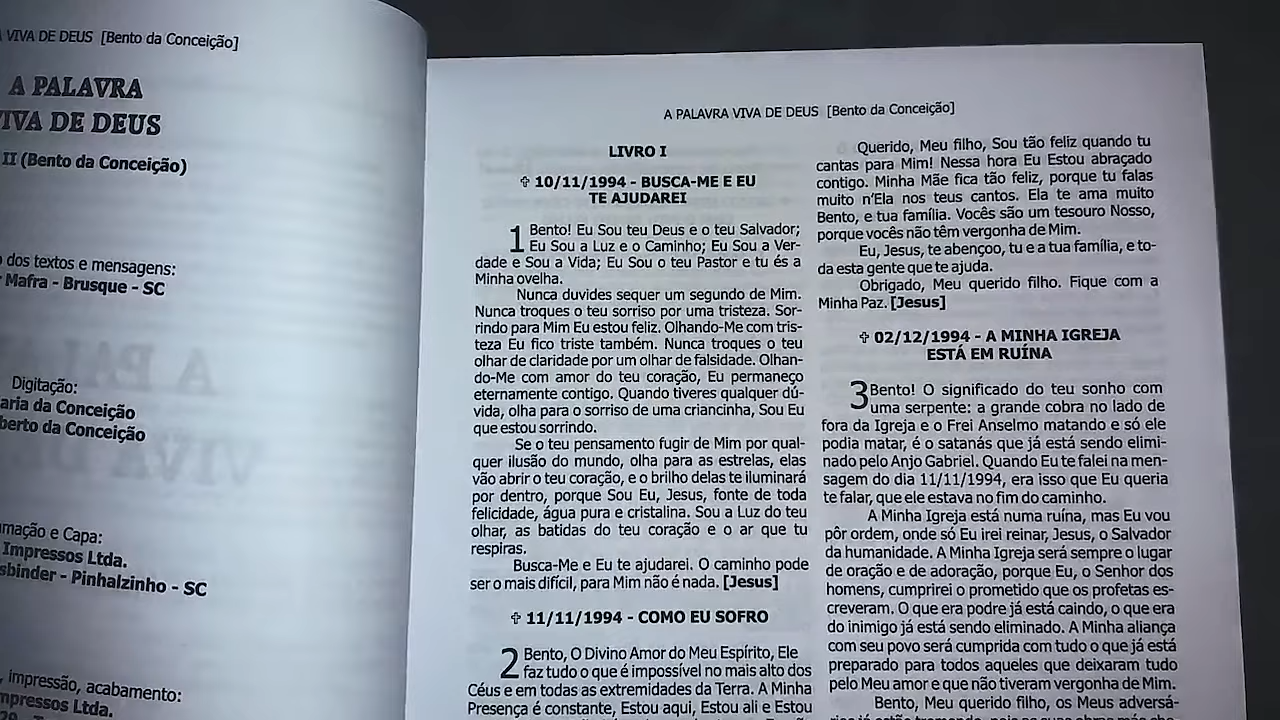 VIVA DE DEUS [Bento da Conceição]
A PALAVRA
VIVA DE DEUS
II (Bento da Conceição)
dos textos e mensagens:
Mafra - Brusque - SC
Digitação:
da Conceição
da Conceição
e Capa:
Impressos Ltda.
- Pinhalzinho - SC
impressão, acabamento:
Ltda.
A PALAVRA VIVA DE DEUS [Bento da Conceição]
LIVRO I
✞ 10/11/1994 - BUSCA-ME E EU
TE AJUDAREI
1 Bento! Eu Sou teu Deus e o teu Salvador;
Eu Sou a Luz e o Caminho; Eu Sou a Ver-
dade e Sou a Vida; Eu Sou o teu Pastor e tu és a
Minha ovelha.
Nunca duvides sequer um segundo de Mim.
Nunca troques o teu sorriso por uma tristeza. Sor-
rindo para Mim Eu estou feliz. Olhando-Me com tris-
teza Eu fico triste também. Nunca troques o teu
olhar de claridade por um olhar de falsidade. Olhan-
do-Me com amor do teu coração, Eu permaneço
eternamente contigo. Quando tiveres qualquer dú-
vida, olha para o sorriso de uma criancinha, Sou Eu
que estou sorrindo.
Se o teu pensamento fugir de Mim por qual-
quer ilusão do mundo, olha para as estrelas, elas
vão abrir o teu coração, e o brilho delas te iluminará
por dentro, porque Sou Eu, Jesus, fonte de toda
felicidade, água pura e cristalina. Sou a Luz do teu
olhar, as batidas do teu coração e o ar que tu
respiras.
Busca-Me e Eu te ajudarei. O caminho pode
ser o mais difícil, para Mim não é nada. [Jesus]
✞ 11/11/1994 - COMO EU SOFRO
2 Bento, O Divino Amor do Meu Espírito, Ele
faz tudo o que é impossível no mais alto dos
Céus e em todas as extremidades da Terra. A Minha
Presença é constante, Estou aqui, Estou ali e Estou
Querido, Meu filho, Sou tão feliz quando tu
cantas para Mim! Nessa hora Eu Estou abraçado
contigo. Minha Mãe fica tão feliz, porque tu falas
muito n'Ela nos teus cantos. Ela te ama muito
Bento, e tua família. Vocês são um tesouro Nosso,
porque vocês não têm vergonha de Mim.
Eu, Jesus, te abençoo, tu e a tua família, e to-
da esta gente que te ajuda.
Obrigado, Meu querido filho. Fique com a
Minha Paz. [Jesus]
✞ 02/12/1994 - A MINHA IGREJA
ESTÁ EM RUÍNA
3 Bento! O significado do teu sonho com
uma serpente: a grande cobra no lado de
fora da Igreja e o Frei Anselmo matando e só ele
podia matar, é o satanás que já está sendo elimi-
nado pelo Anjo Gabriel. Quando Eu te falei na men-
sagem do dia 11/11/1994, era isso que Eu queria
te falar, que ele estava no fim do caminho.
A Minha Igreja está numa ruína, mas Eu vou
pôr ordem, onde só Eu irei reinar, Jesus, o Salvador
da humanidade. A Minha Igreja será sempre o lugar
de oração e de adoração, porque Eu, o Senhor dos
homens, cumprirei o prometido que os profetas es-
creveram. O que era podre já está caindo, o que era
do inimigo já está sendo eliminado. A Minha aliança
com seu povo será cumprida com tudo o que já está
preparado para todos aqueles que deixaram tudo
pelo Meu amor e que não tiveram vergonha de Mim.
Bento, Meu querido filho, os Meus adversá-